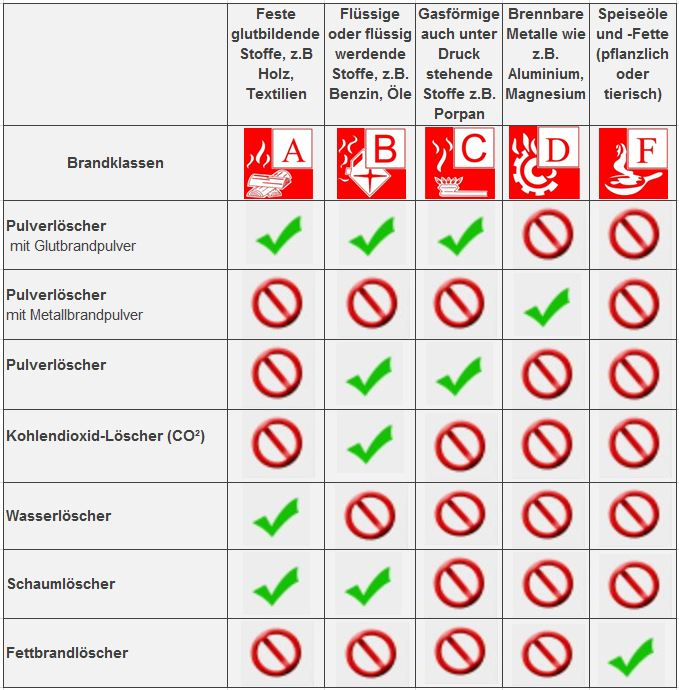 Feste
glutbildende
Stoffe, z.B
Holz,
Textilien
Flüssige
oder flüssig
werdende
Stoffe, z.B.
Benzin, Öle
Gasförmige
auch unter
Druck
stehende
Stoffe z.B.
Porpan
Brennbare
Metalle wie
z.B.
Aluminium,
Magnesium
Speiseöle
und -Fette
(pflanzlich
oder
tierisch)
Brandklassen
A
B
C
D
F
Pulverlöscher
mit Glutbrandpulver
Pulverlöscher
mit Metallbrandpulver
Pulverlöscher
Kohlendioxid-Löscher (CO²)
Wasserlöscher
Schaumlöscher
Fettbrandlöscher